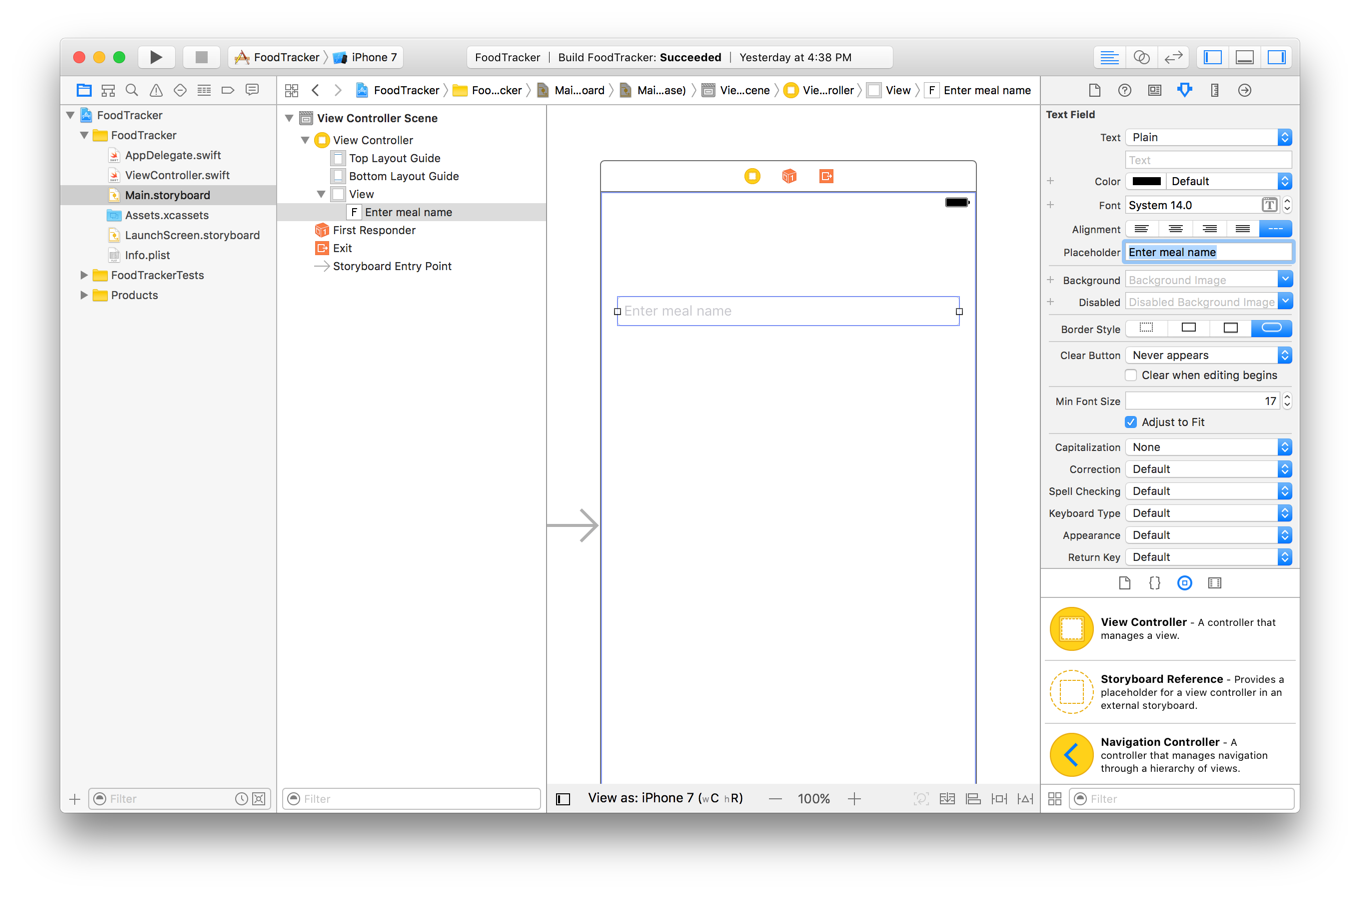 FoodTracker iPhone 7
FoodTracker | Build FoodTracker: Succeeded | Yesterday at 4:38 PM
FoodTracker Foo...cker Mai...oard Mai...ase) Vie...cene Vie...roller View F Enter meal name
FoodTracker
FoodTracker
AppDelegate.swift
ViewController.swift
Main.storyboard
Assets.xcassets
LaunchScreen.storyboard
Info.plist
FoodTrackerTests
Products
Filter
View Controller Scene
View Controller
Top Layout Guide
Bottom Layout Guide
View
F Enter meal name
First Responder
Exit
Storyboard Entry Point
Filter
Enter meal name
View as: iPhone 7 (wC hR) — 100% +
Text Field
Text Plain
Text
Color Default
Font System 14.0
Alignment
Placeholder Enter meal name
Background Background Image
Disabled Disabled Background Image
Border Style
Clear Button Never appears
Clear when editing begins
Min Font Size 17
Adjust to Fit
Capitalization None
Correction Default
Spell Checking Default
Keyboard Type Default
Appearance Default
Return Key Default
View Controller - A controller that
manages a view.
Storyboard Reference - Provides a
placeholder for a view controller in an
external storyboard.
Navigation Controller - A
controller that manages navigation
through a hierarchy of views.
Filter